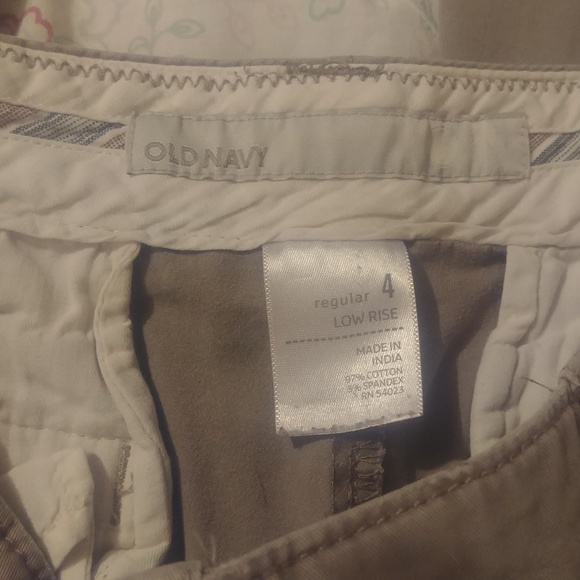 OLD NAVY
regular 4
LOW RISE
MADE IN
INDIA
97% COTTON
3% SPANDEX
RN 54023